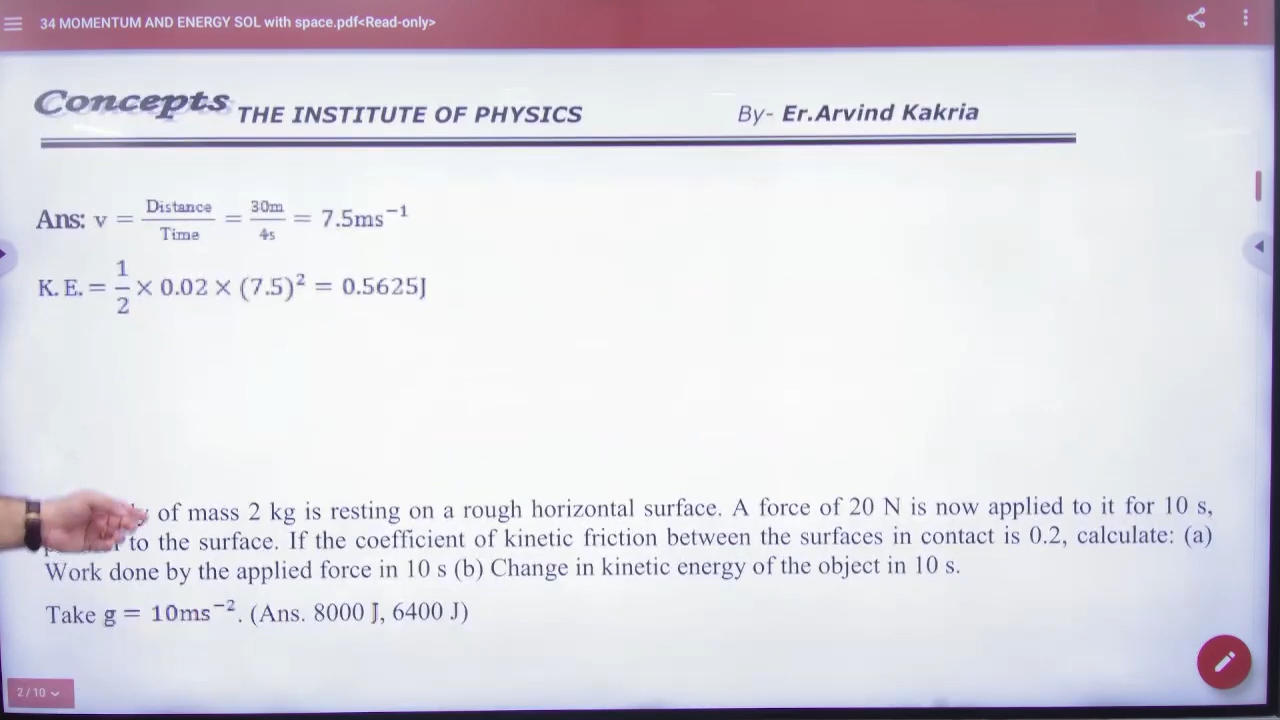 34 MOMENTUM AND ENERGY SOL with space.pdf<Read-only>
Concepts THE INSTITUTE OF PHYSICS By- Er.Arvind Kakria
Ans: v = Distance/Time = 30m/4s = 7.5ms⁻¹
K. E. = 1/2 × 0.02 × (7.5)² = 0.5625J
of mass 2 kg is resting on a rough horizontal surface. A force of 20 N is now applied to it for 10 s,
to the surface. If the coefficient of kinetic friction between the surfaces in contact is 0.2, calculate: (a)
Work done by the applied force in 10 s (b) Change in kinetic energy of the object in 10 s.
Take g = 10ms⁻². (Ans. 8000 J, 6400 J)
2 / 10